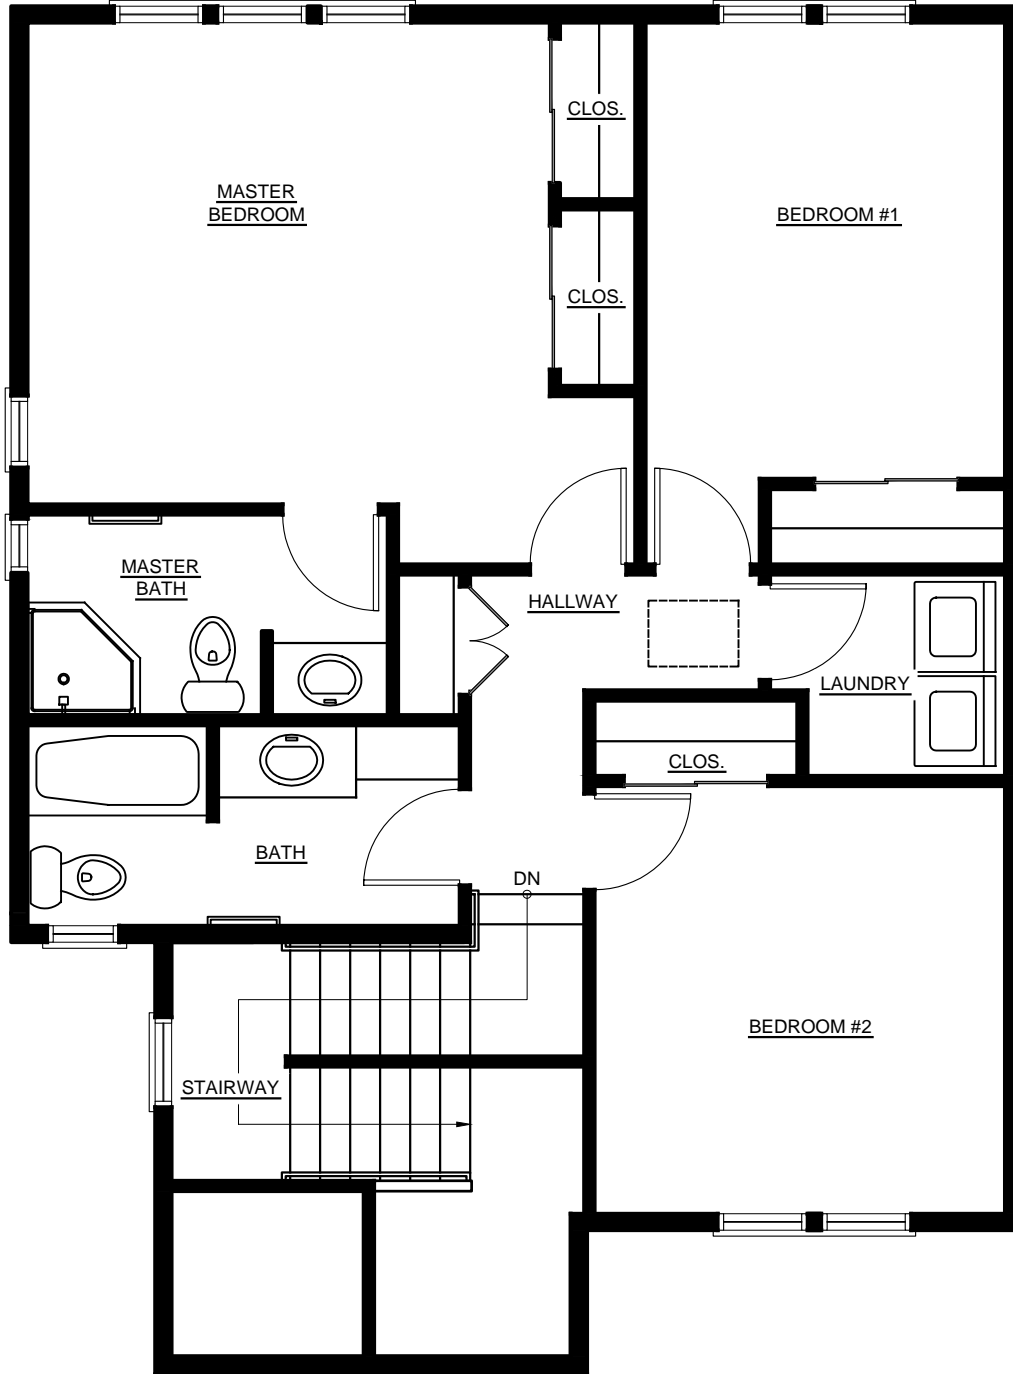 CLOS.
MASTER
BEDROOM
BEDROOM #1
CLOS.
MASTER
BATH
HALLWAY
LAUNDRY
CLOS.
BATH
DN
BEDROOM #2
STAIRWAY